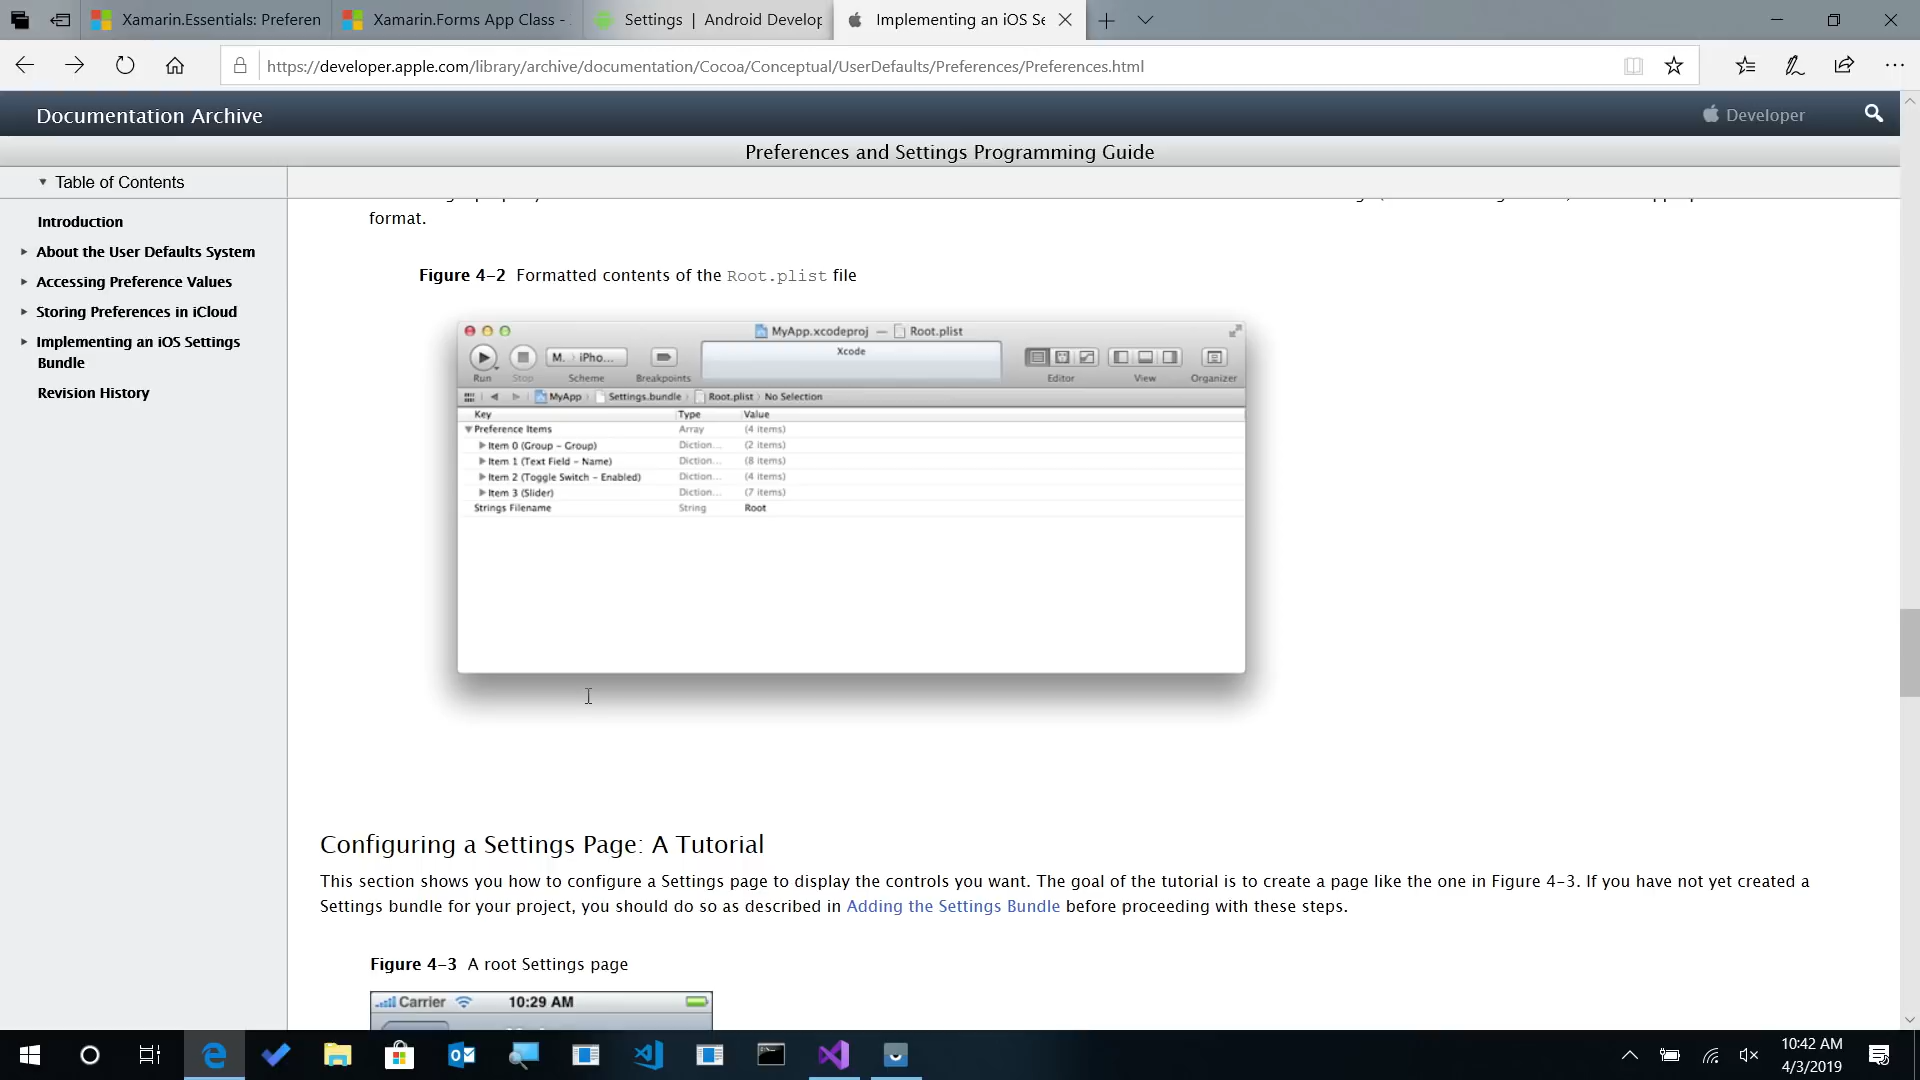 Xamarin.Essentials: Preferen
Xamarin.Forms App Class -
Settings | Android Develop
Implementing an iOS Se
https://developer.apple.com/library/archive/documentation/Cocoa/Conceptual/UserDefaults/Preferences/Preferences.html
Documentation Archive
Developer
Preferences and Settings Programming Guide
Table of Contents
Introduction
About the User Defaults System
Accessing Preference Values
Storing Preferences in iCloud
Implementing an iOS Settings
Bundle
Revision History
format.
Figure 4-2 Formatted contents of the Root.plist file
MyApp.xcodeproj — Root.plist
M. iPho...
Xcode
Run Stop Scheme Breakpoints Editor View Organizer
MyApp Settings.bundle Root.plist No Selection
Key Type Value
Preference Items Array (4 items)
Item 0 (Group - Group) Diction... (2 items)
Item 1 (Text Field - Name) Diction... (8 items)
Item 2 (Toggle Switch - Enabled) Diction... (4 items)
Item 3 (Slider) Diction... (7 items)
Strings Filename String Root
Configuring a Settings Page: A Tutorial
This section shows you how to configure a Settings page to display the controls you want. The goal of the tutorial is to create a page like the one in Figure 4-3. If you have not yet created a
Settings bundle for your project, you should do so as described in Adding the Settings Bundle before proceeding with these steps.
Figure 4-3 A root Settings page
Carrier 10:29 AM
10:42 AM
4/3/2019